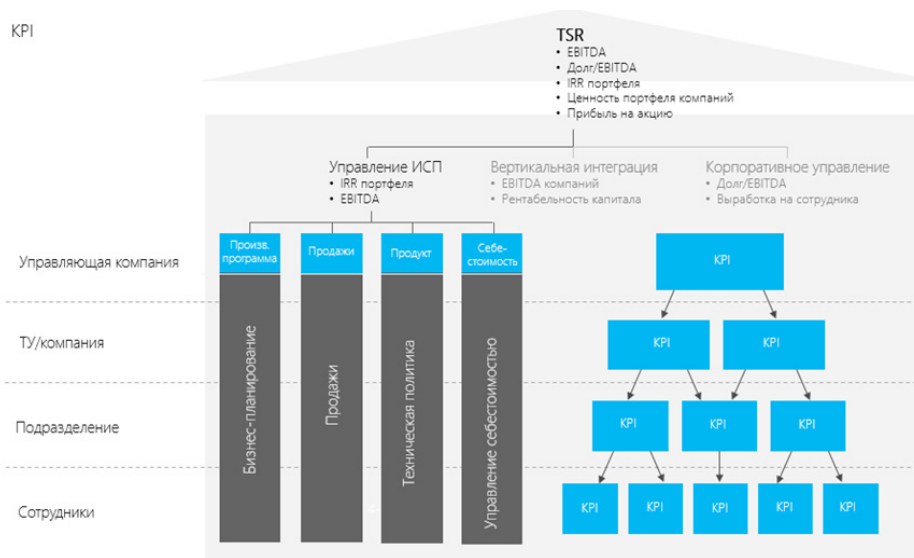 KPI
TSR
• EBITDA
• Долг/EBITDA
• IRR портфеля
• Ценность портфеля компаний
• Прибыль на акцию
Управление ИСП
• IRR портфеля
• EBITDA
Вертикальная интеграция
• EBITDA компаний
• Рентабельность капитала
Корпоративное управление
• Долг/EBITDA
• Выработка на сотрудника
Управляющая компания
Произв.
программа
Продажи
Продукт
Себе-
стоимость
KPI
Бизнес-планирование
Продажи
Техническая политика
Управление себестоимостью
ТУ/компания
KPI
KPI
Подразделение
KPI
KPI
KPI
Сотрудники
KPI
KPI
KPI
KPI
KPI